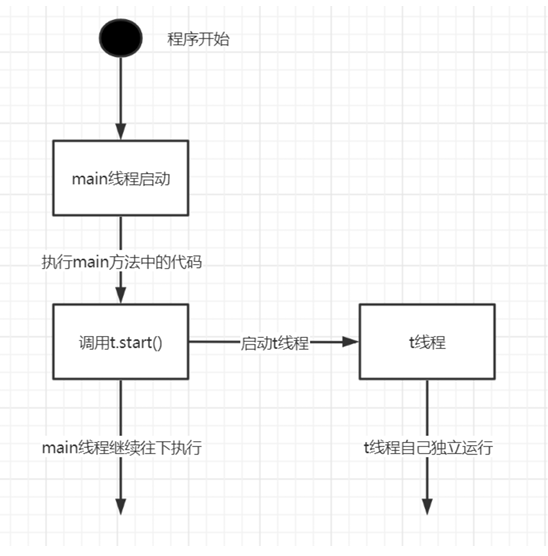 程序开始
main线程启动
执行main方法中的代码
调用t.start()
启动t线程
t线程
main线程继续往下执行
t线程自己独立运行